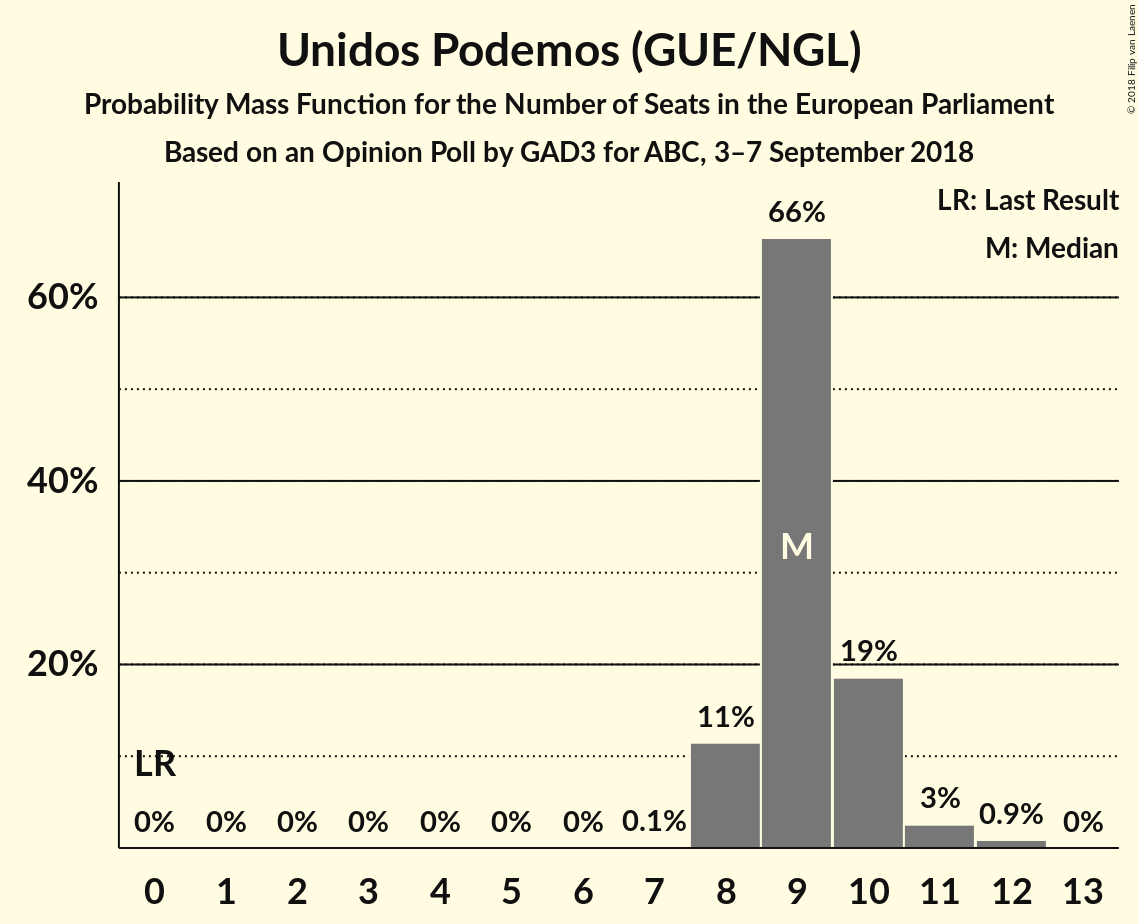 Unidos Podemos (GUE/NGL)
Probability Mass Function for the Number of Seats in the European Parliament
Based on an Opinion Poll by GAD3 for ABC, 3–7 September 2018
© 2018 Filip van Laenen
LR: Last Result
M: Median
66%
60%
40%
M
20%
19%
11%
LR
3%
0.9%
0% 0% 0% 0% 0% 0% 0% 0.1% 0%
0 1 2 3 4 5 6 7 8 9 10 11 12 13